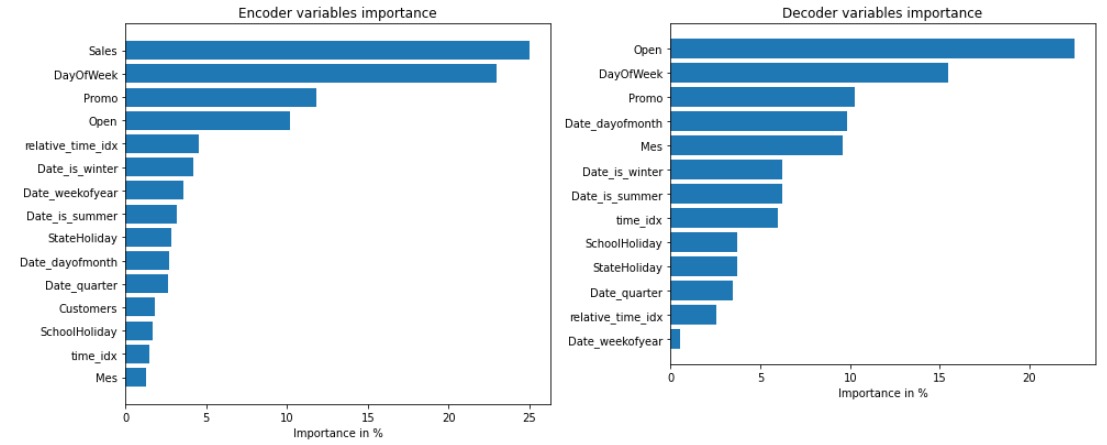 Encoder variables importance
Sales
DayOfWeek
Promo
Open
relative_time_idx
Date_is_winter
Date_weekofyear
Date_is_summer
StateHoliday
Date_dayofmonth
Date_quarter
Customers
SchoolHoliday
time_idx
Mes
0 5 10 15 20 25
Importance in %
Decoder variables importance
Open
DayOfWeek
Promo
Date_dayofmonth
Mes
Date_is_winter
Date_is_summer
time_idx
SchoolHoliday
StateHoliday
Date_quarter
relative_time_idx
Date_weekofyear
0 5 10 15 20
Importance in %